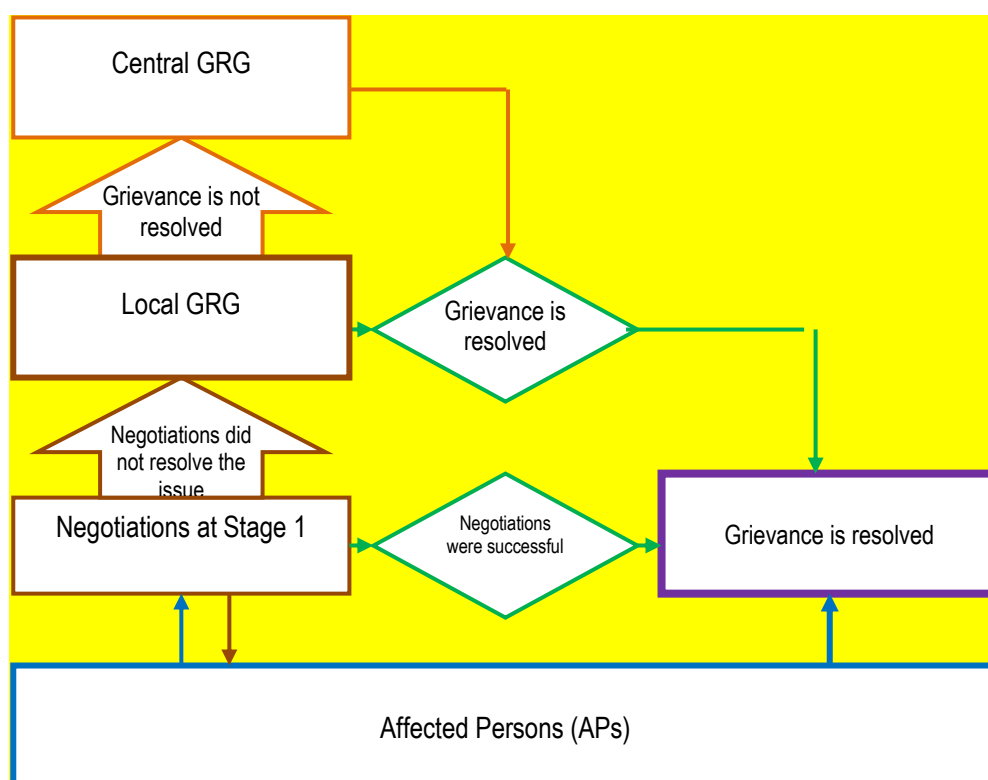 Central GRG
Grievance is not
resolved
Local GRG
Grievance is
resolved
Negotiations did
not resolve the
issue
Negotiations at Stage 1
Negotiations
were successful
Grievance is resolved
Affected Persons (APs)